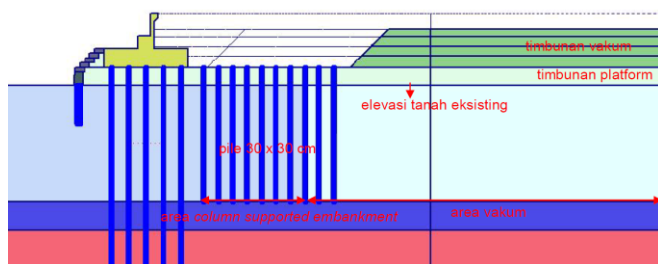 timbunan vakum
timbunan platform
elevasi tanah eksisting
pile 30 x 30 cm
area column supported embankment
area vakum